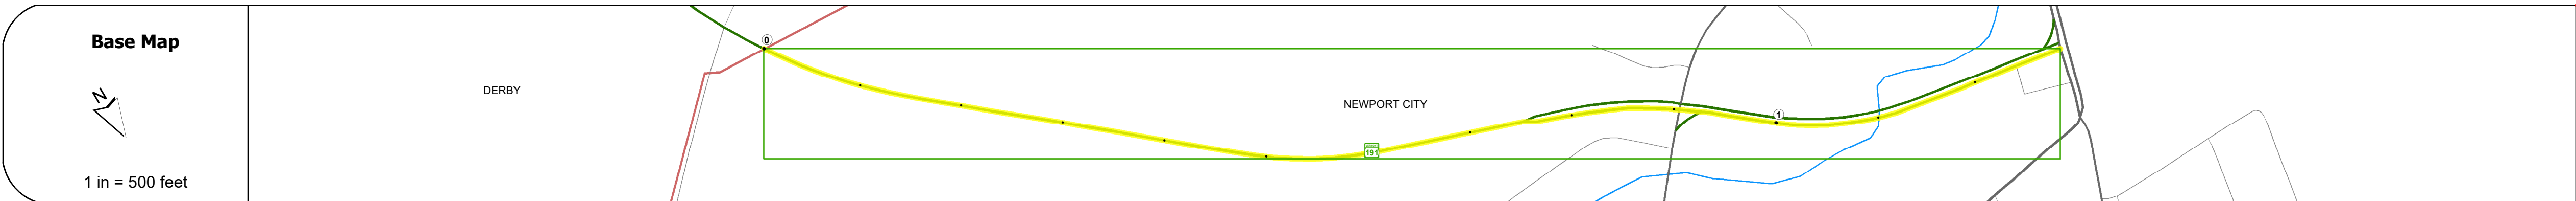 Base Map
N
1 in = 500 feet
DERBY
0
NEWPORT CITY
191
1